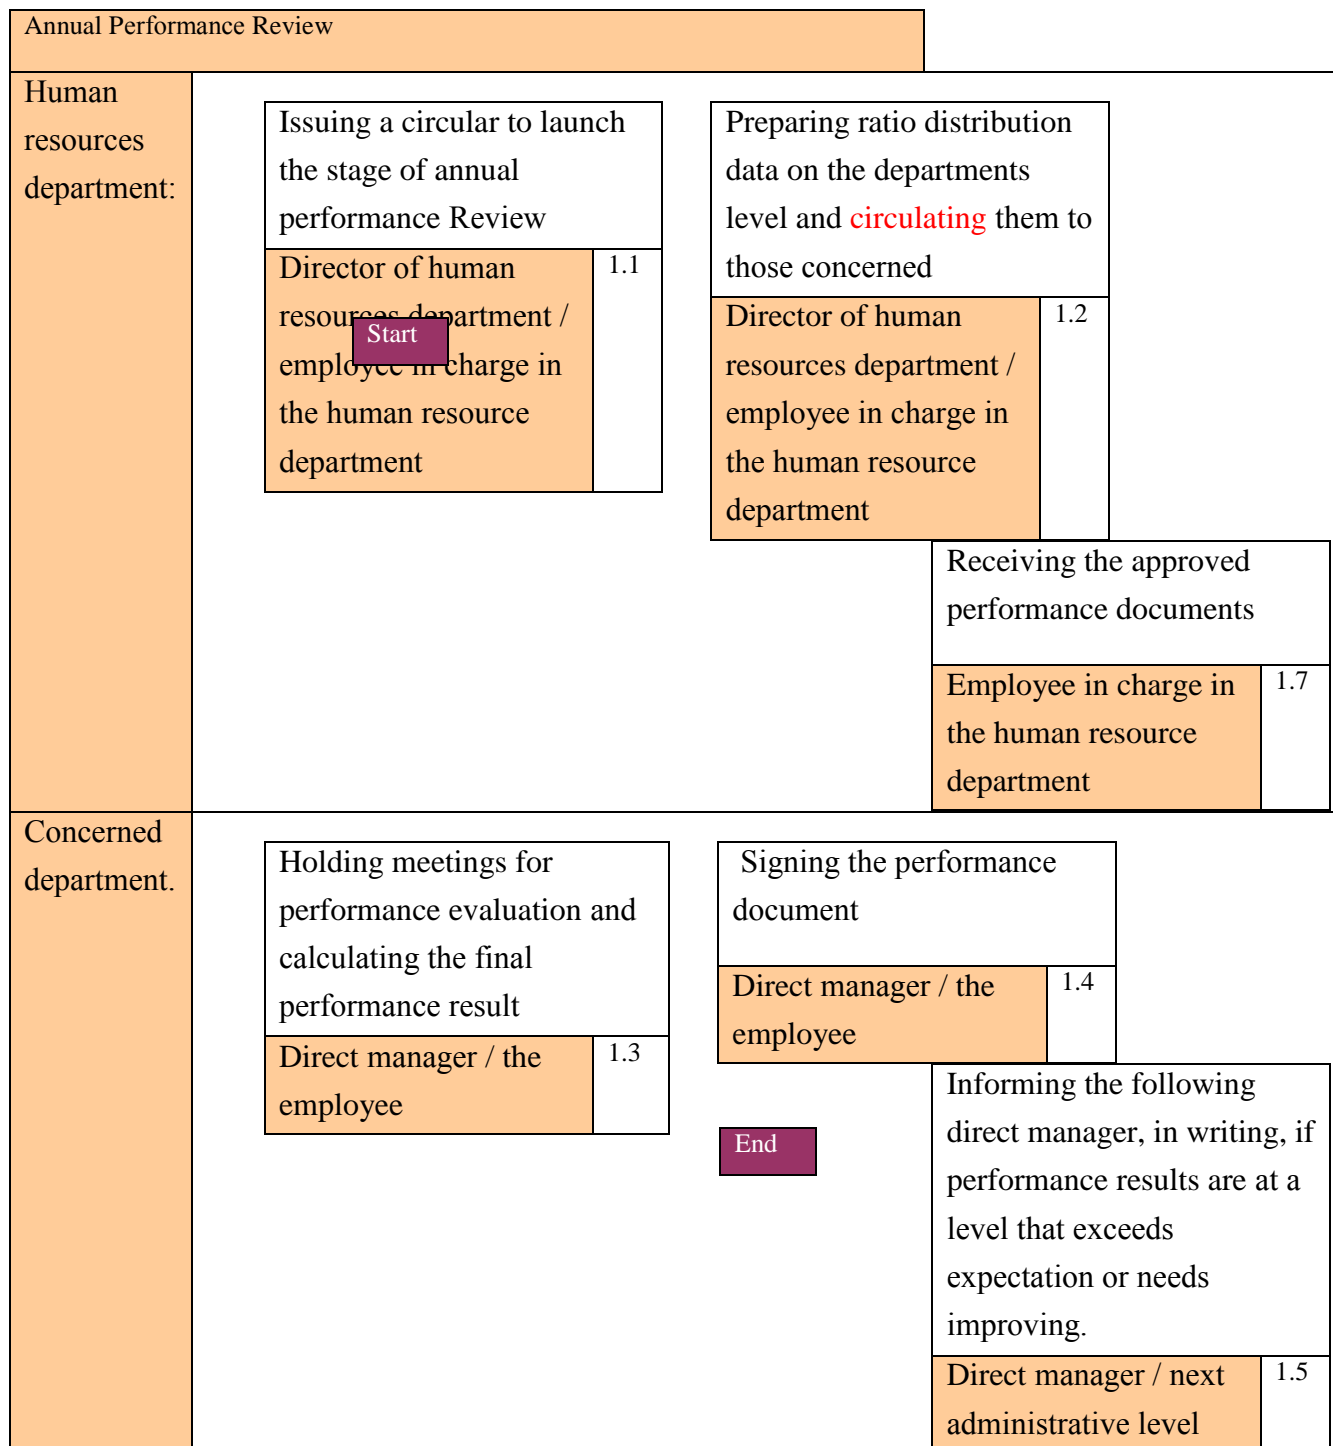 Annual Performance Review
Human
resources
department:
Issuing a circular to launch
the stage of annual
performance Review
Director of human
resources department /
employee in charge in
the human resource
department
1.1
Start
Preparing ratio distribution
data on the departments
level and circulating them to
those concerned
Director of human
resources department /
employee in charge in
the human resource
department
1.2
Receiving the approved
performance documents
Employee in charge in
the human resource
department
1.7
Concerned
department.
Holding meetings for
performance evaluation and
calculating the final
performance result
Direct manager / the
employee
1.3
Signing the performance
document
Direct manager / the
employee
1.4
End
Informing the following
direct manager, in writing, if
performance results are at a
level that exceeds
expectation or needs
improving.
Direct manager / next
administrative level
1.5